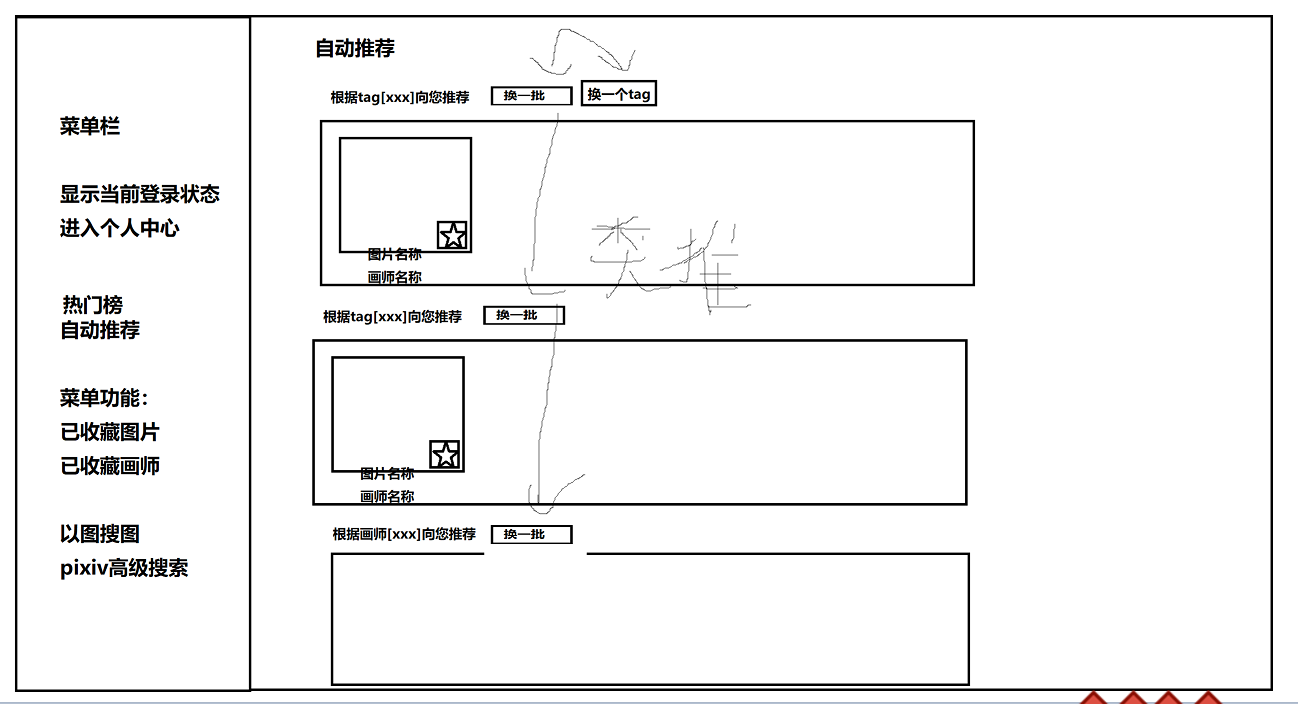 菜单栏
显示当前登录状态
进入个人中心
热门榜
自动推荐
菜单功能：
已收藏图片
已收藏画师
以图搜图
pixiv高级搜索
自动推荐
根据tag[xxx]向您推荐
换一批
换一个tag
图片名称
画师名称
类推
根据tag[xxx]向您推荐
换一批
图片名称
画师名称
根据画师[xxx]向您推荐
换一批